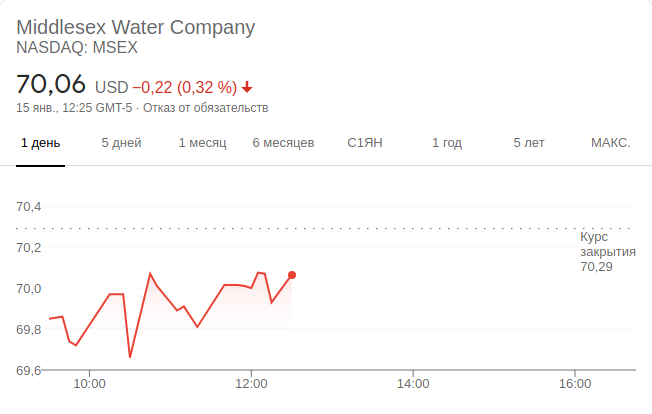 Middlesex Water Company
NASDAQ: MSEX
70,06 USD −0,22 (0,32 %)
15 янв., 12:25 GMT-5 · Отказ от обязательств
1 день 5 дней 1 месяц 6 месяцев С1ЯН 1 год 5 лет МАКС.
70,4
Курс
70,2
закрытия
70,29
70,0
69,8
69,6
10:00 12:00 14:00 16:00